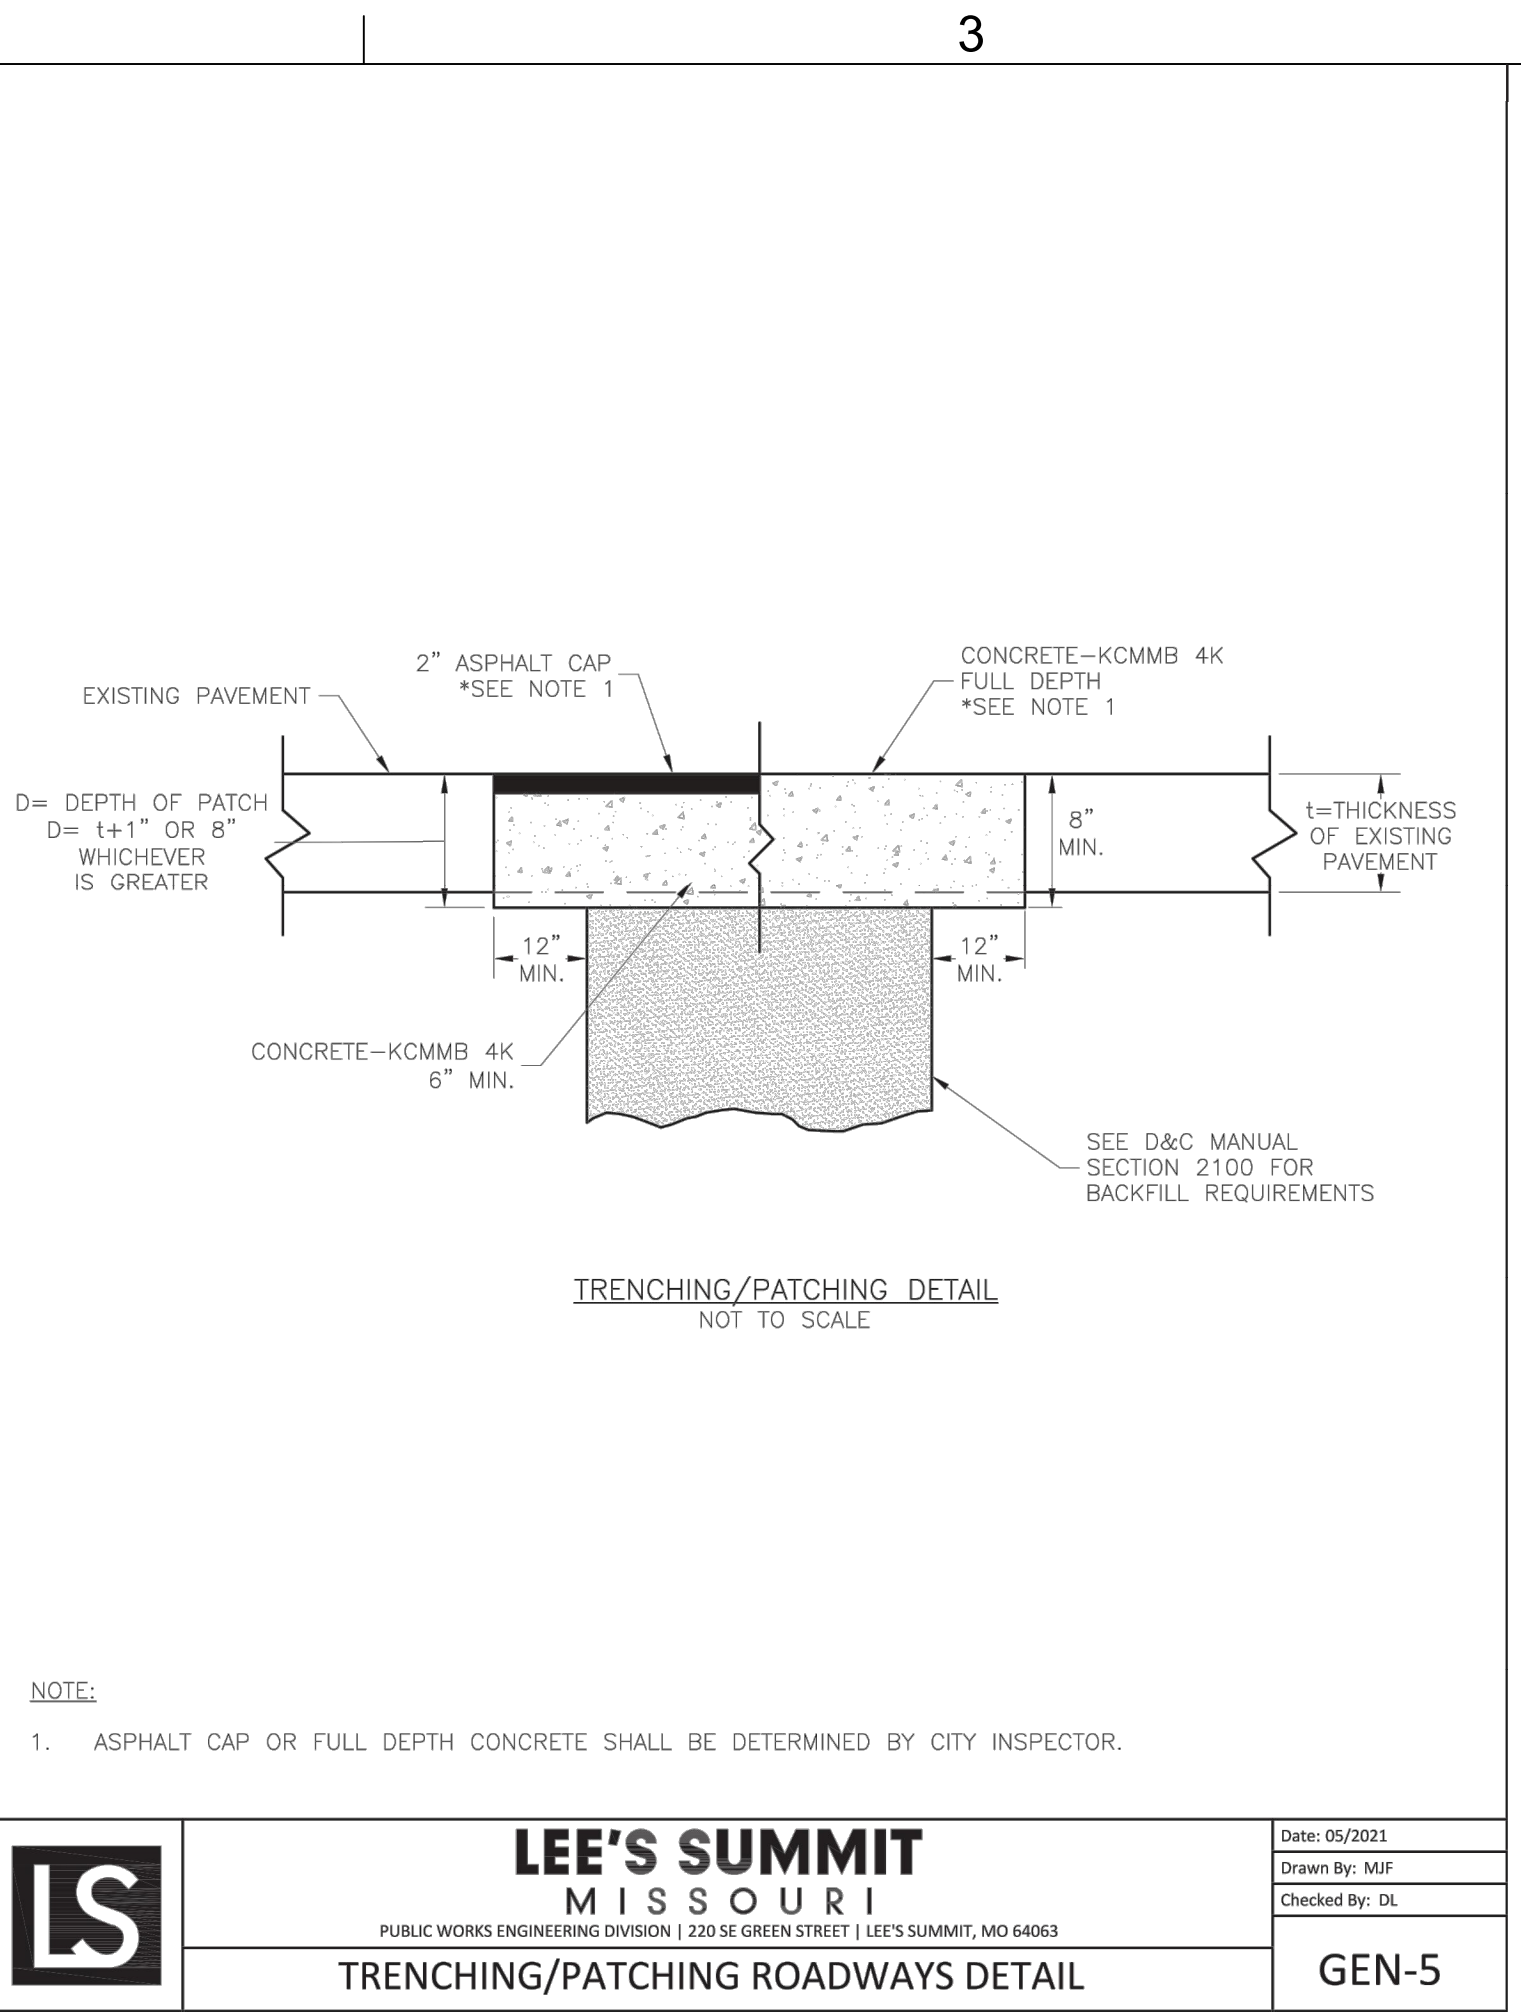 3
2” ASPHALT CAP
*SEE NOTE 1
CONCRETE-KCMMB 4K
FULL DEPTH
*SEE NOTE 1
EXISTING PAVEMENT
D= DEPTH OF PATCH
D= t+1” OR 8”
WHICHEVER
IS GREATER
8”
MIN.
t=THICKNESS
OF EXISTING
PAVEMENT
12”
MIN.
12”
MIN.
CONCRETE-KCMMB 4K
6” MIN.
SEE D&C MANUAL
SECTION 2100 FOR
BACKFILL REQUIREMENTS
TRENCHING/PATCHING DETAIL
NOT TO SCALE
NOTE:
1. ASPHALT CAP OR FULL DEPTH CONCRETE SHALL BE DETERMINED BY CITY INSPECTOR.
LS
LEE'S SUMMIT
MISSOURI
PUBLIC WORKS ENGINEERING DIVISION | 220 SE GREEN STREET | LEE'S SUMMIT, MO 64063
TRENCHING/PATCHING ROADWAYS DETAIL
Date: 05/2021
Drawn By: MJF
Checked By: DL
GEN-5